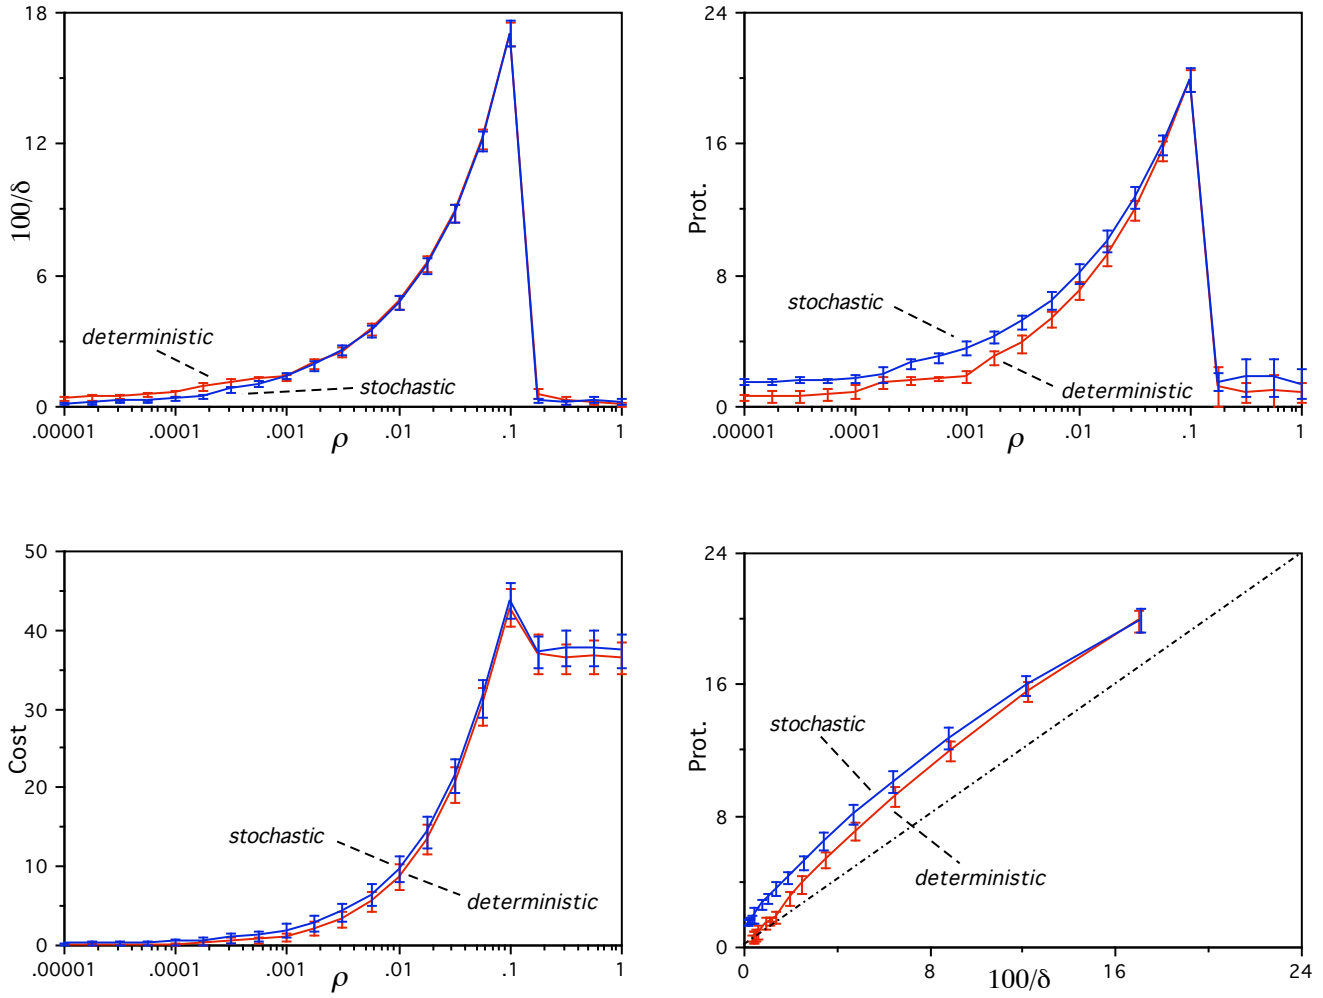 18
12
6
0
100/δ
deterministic
stochastic
.00001
.0001
.001
.01
.1
1
ρ
24
16
8
0
Prot.
stochastic
deterministic
.00001
.0001
.001
.01
.1
1
ρ
50
40
30
20
10
0
Cost
stochastic
deterministic
.00001
.0001
.001
.01
.1
1
ρ
24
16
8
0
Prot.
stochastic
deterministic
0
8
16
24
100/δ